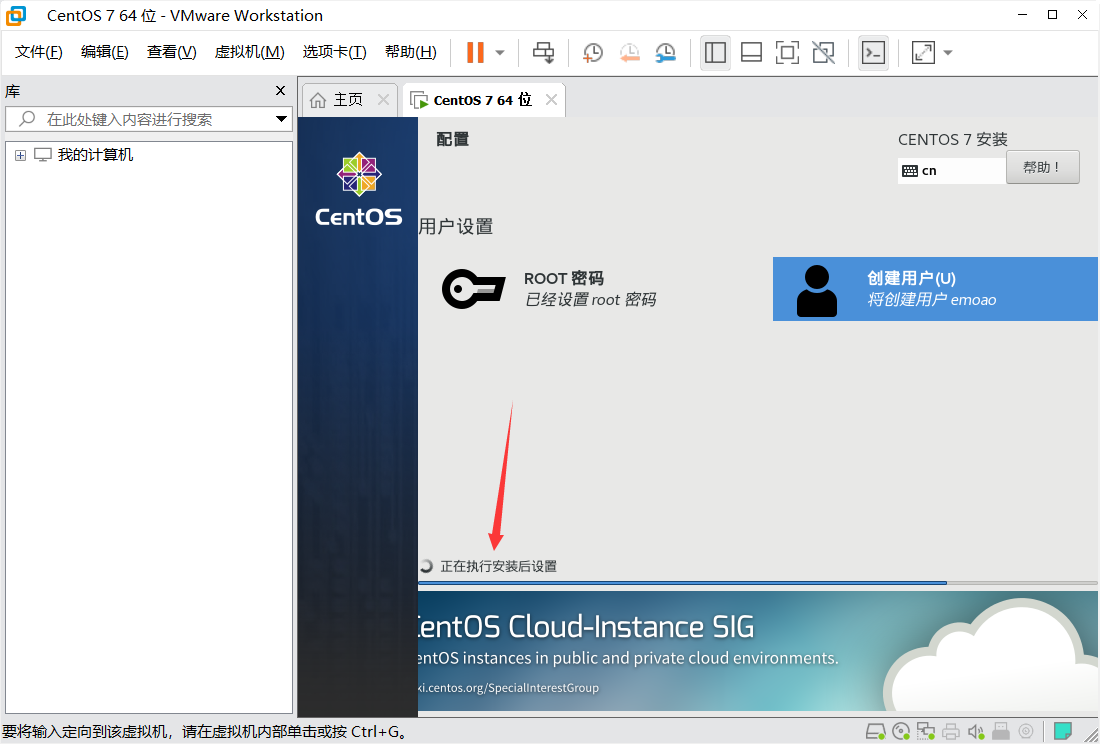 CentOS 7 64 位 - VMware Workstation
文件(F) 编辑(E) 查看(V) 虚拟机(M) 选项卡(T) 帮助(H)
库
在此处键入内容进行搜索
我的计算机
主页
CentOS 7 64 位
CentOS
配置
CENTOS 7 安装
cn
帮助！
用户设置
ROOT 密码
已经设置 root 密码
创建用户(U)
将创建用户 emoao
正在执行安装后设置
CentOS Cloud-Instance SIG
entOS instances in public and private cloud environments.
ki.centos.org/SpecialInterestGroup
要将输入定向到该虚拟机，请在虚拟机内部单击或按 Ctrl+G。